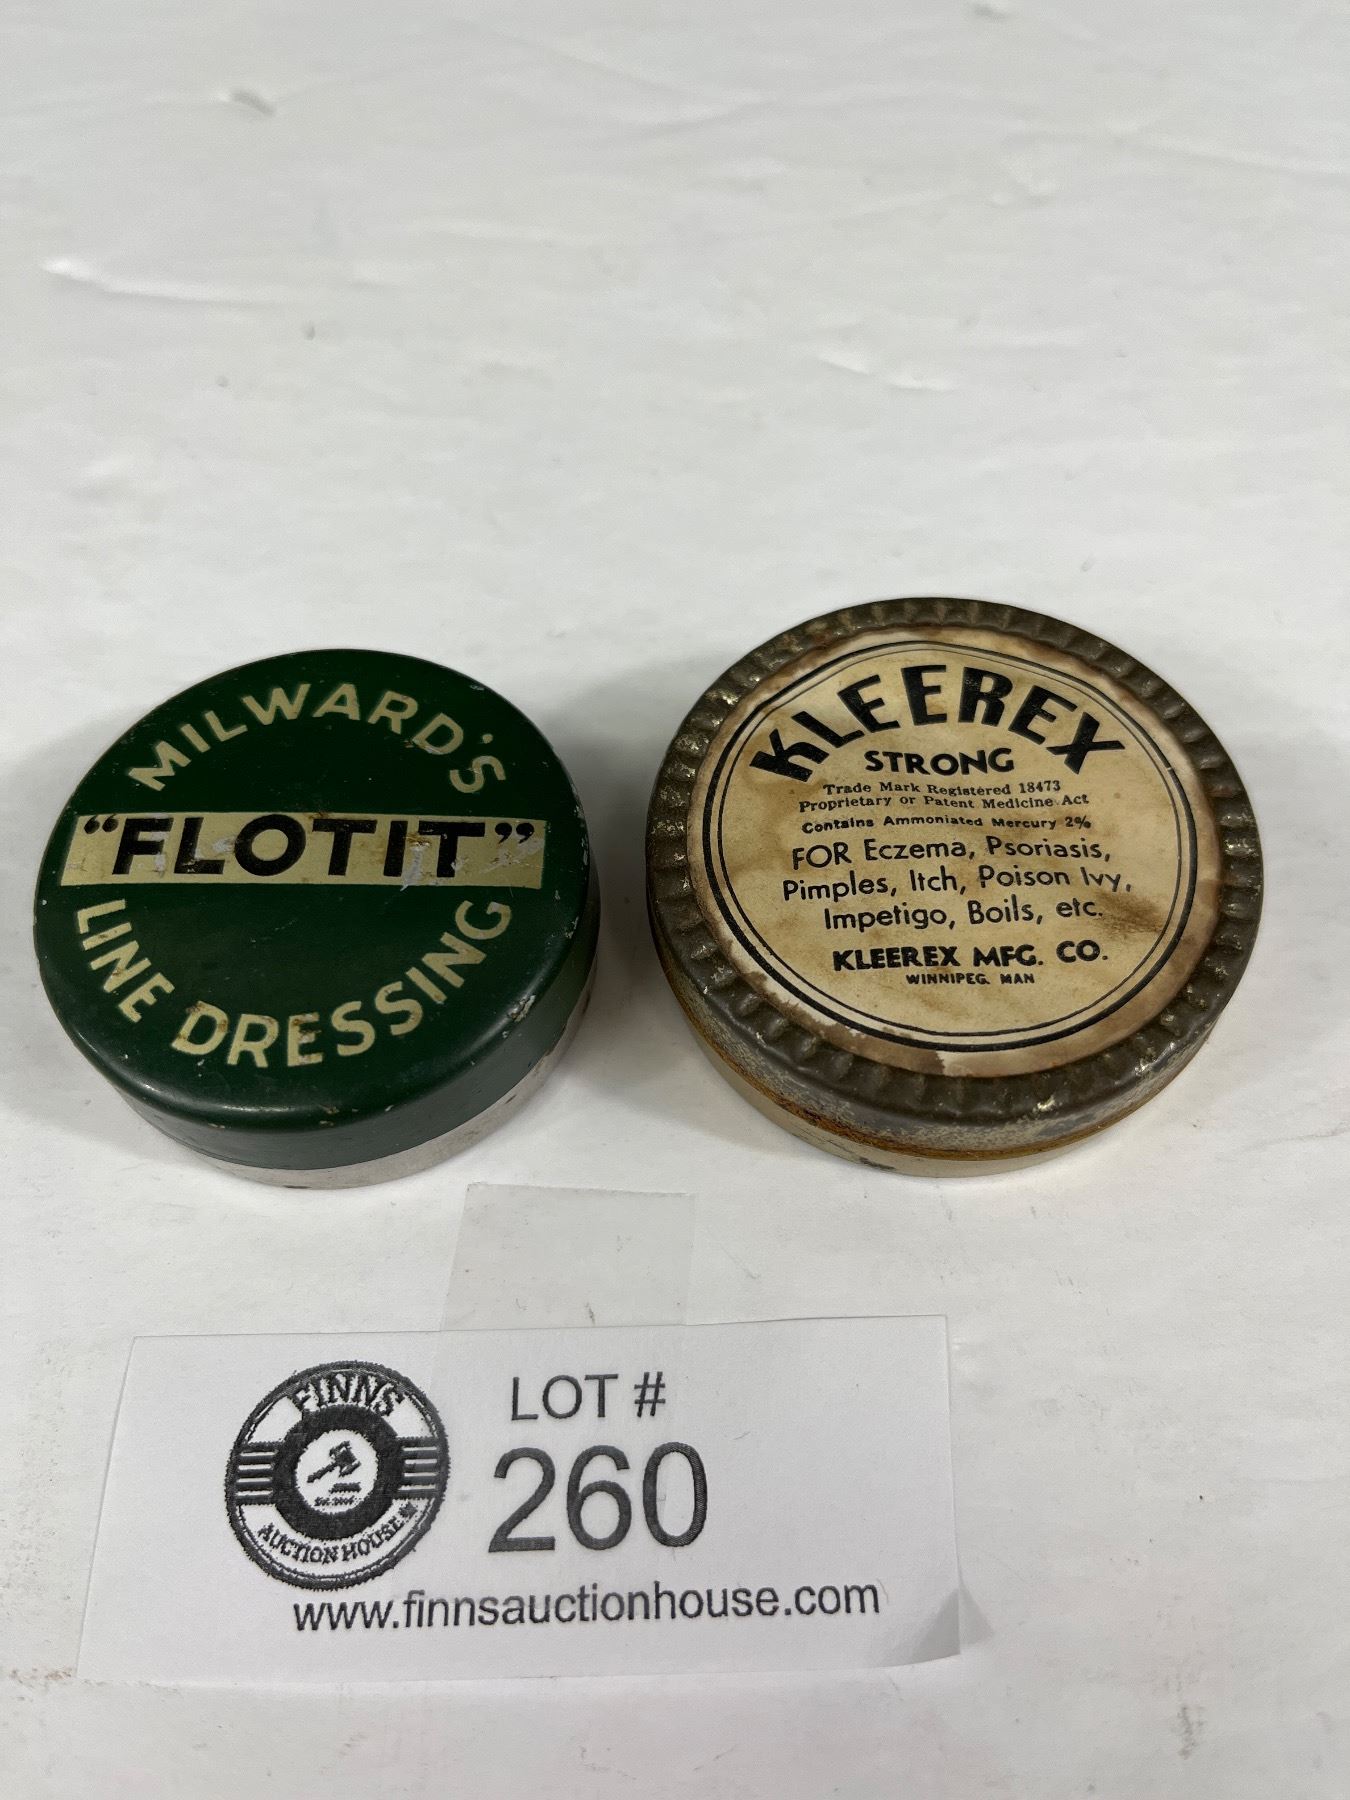 MILWARD'S
"FLOTIT"
LINE DRESSING
KLEEREX
STRONG
Trade Mark Registered 18473
Proprietary or Patent Medicine Act
Contains Ammoniated Mercury 2%
FOR Eczema, Psoriasis,
Pimples, Itch, Poison Ivy,
Impetigo, Boils, etc.
KLEEREX MFG. CO.
WINNIPEG, MAN
FINNS
AUCTION HOUSE
LOT #
260
www.finnsauctionhouse.com